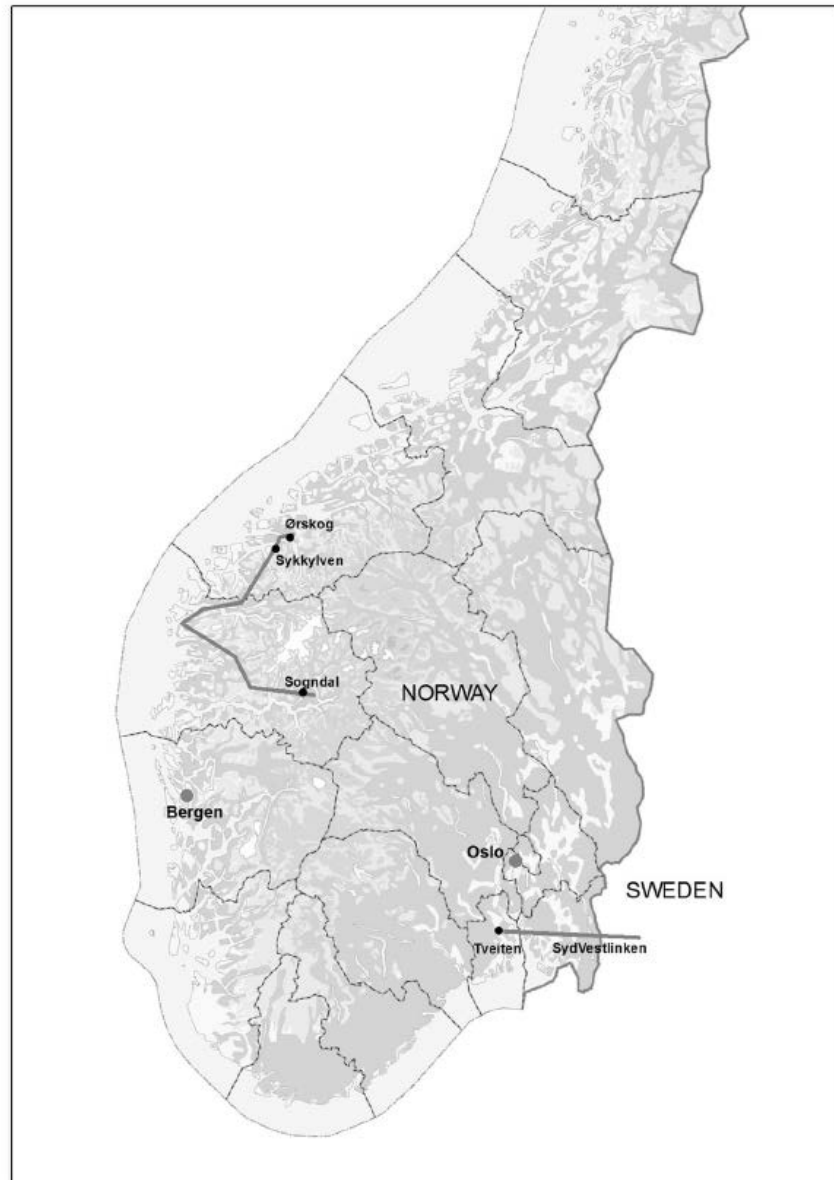 Ørskog
Sykkylven
Sogndal
NORWAY
Bergen
Oslo
SWEDEN
Tveiten
SydVestlinken